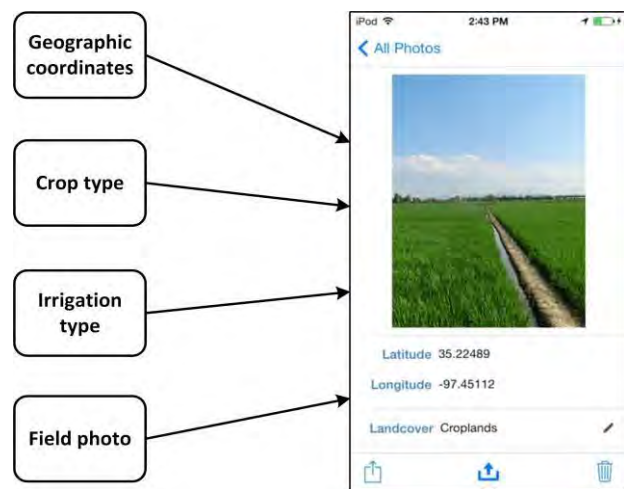 Geographic
coordinates
Crop type
Irrigation
type
Field photo
iPod 2:43 PM
All Photos
Latitude 35.22489
Longitude -97.45112
Landcover Croplands